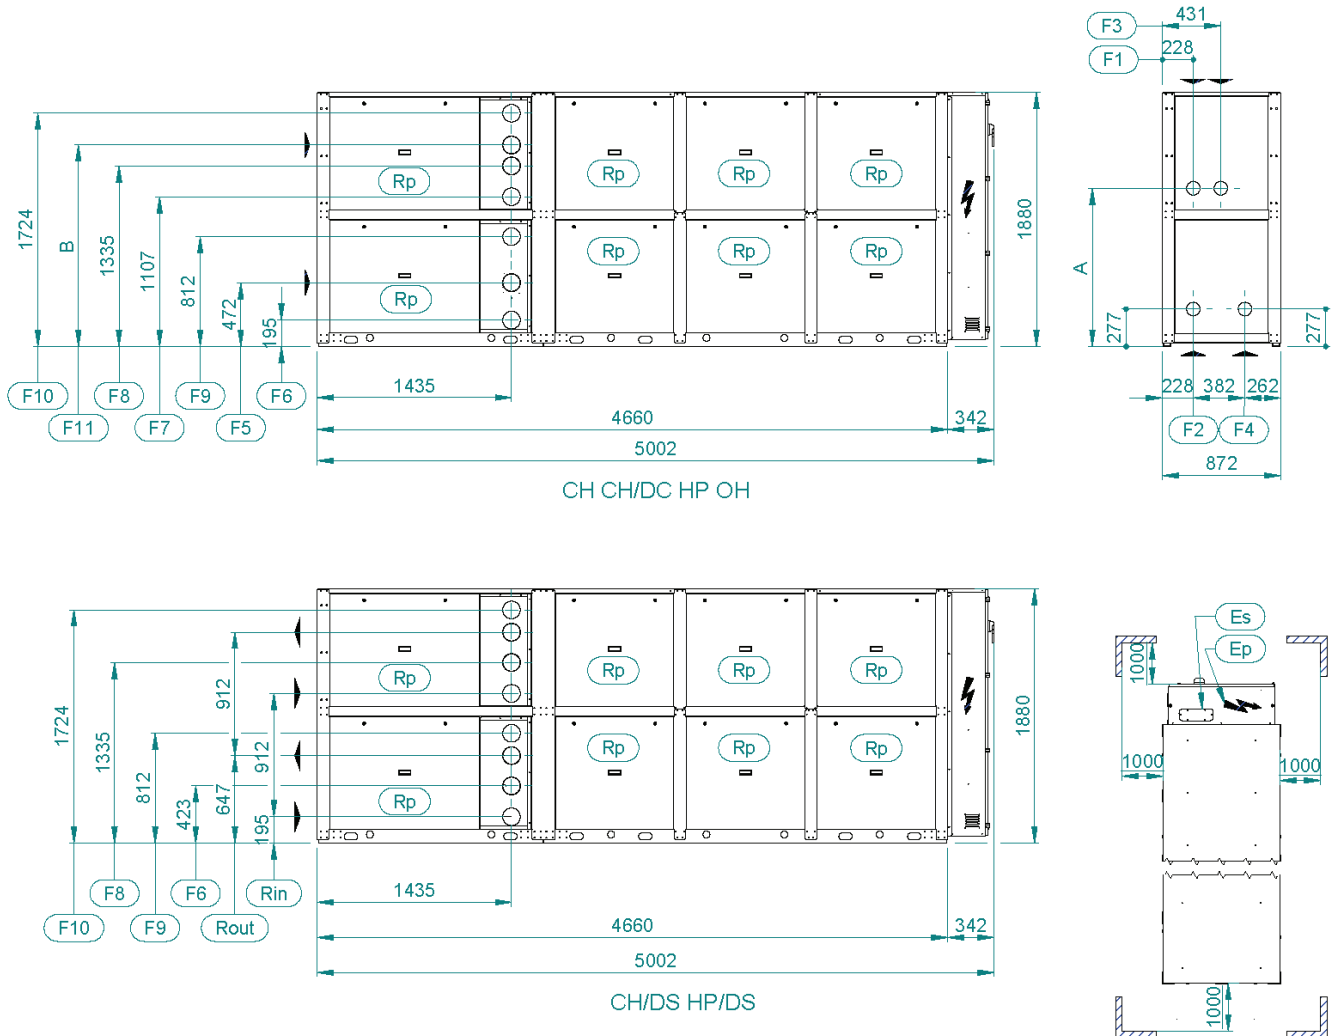 F3
431
228
F1
Rp
Rp
Rp
Rp
1724
B
1335
1107
812
472
195
1880
A
277
277
Rp
Rp
Rp
Rp
F10
F11
F8
F7
F9
F5
F6
1435
4660
342
5002
228
382
262
F2
F4
872
CH CH/DC HP OH
Rp
Rp
Rp
Rp
1724
1335
812
423
912
647
912
195
1880
Rp
Rp
Rp
Rp
F10
F8
F9
F6
Rout
Rin
1435
4660
342
5002
CH/DS HP/DS
Es
Ep
1000
1000
1000
1000